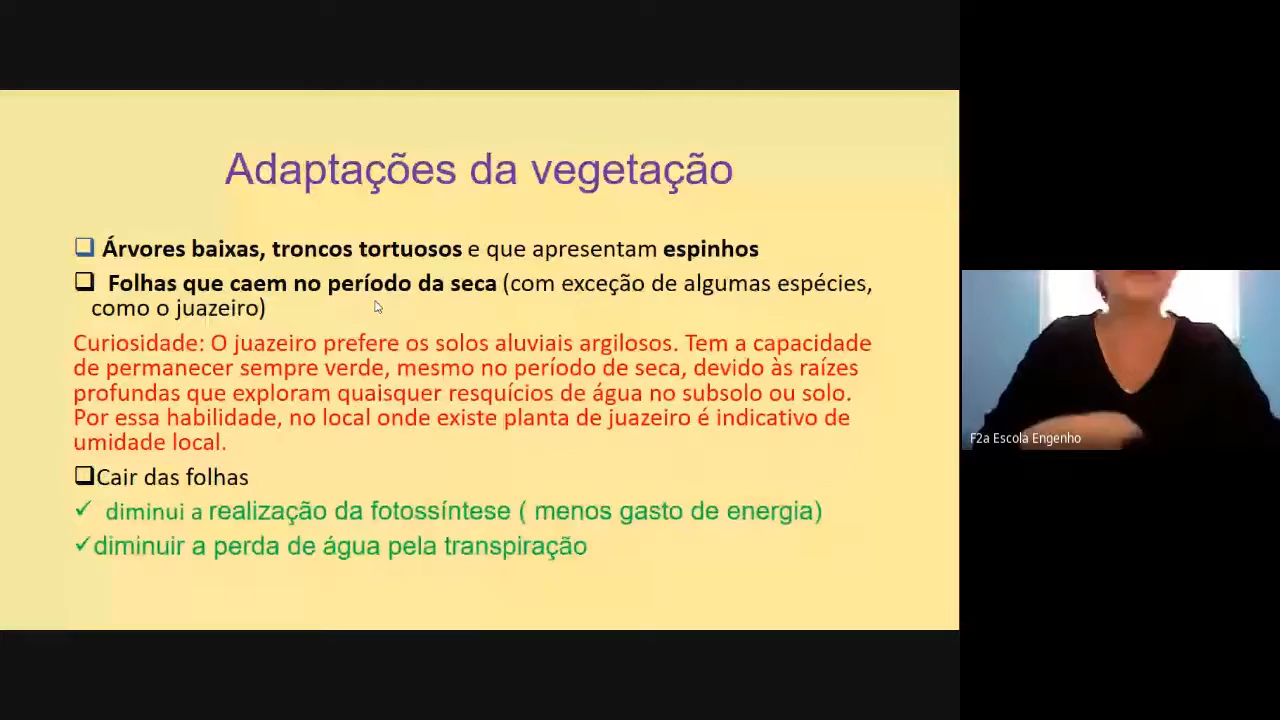 Adaptações da vegetação
❑ Árvores baixas, troncos tortuosos e que apresentam espinhos
❑ Folhas que caem no período da seca (com exceção de algumas espécies,
como o juazeiro)
Curiosidade: O juazeiro prefere os solos aluviais argilosos. Tem a capacidade
de permanecer sempre verde, mesmo no período de seca, devido às raízes
profundas que exploram quaisquer resquícios de água no subsolo ou solo.
Por essa habilidade, no local onde existe planta de juazeiro é indicativo de
umidade local.
❑Cair das folhas
✓ diminui a realização da fotossíntese ( menos gasto de energia)
✓diminuir a perda de água pela transpiração
F2a Escola Engenho